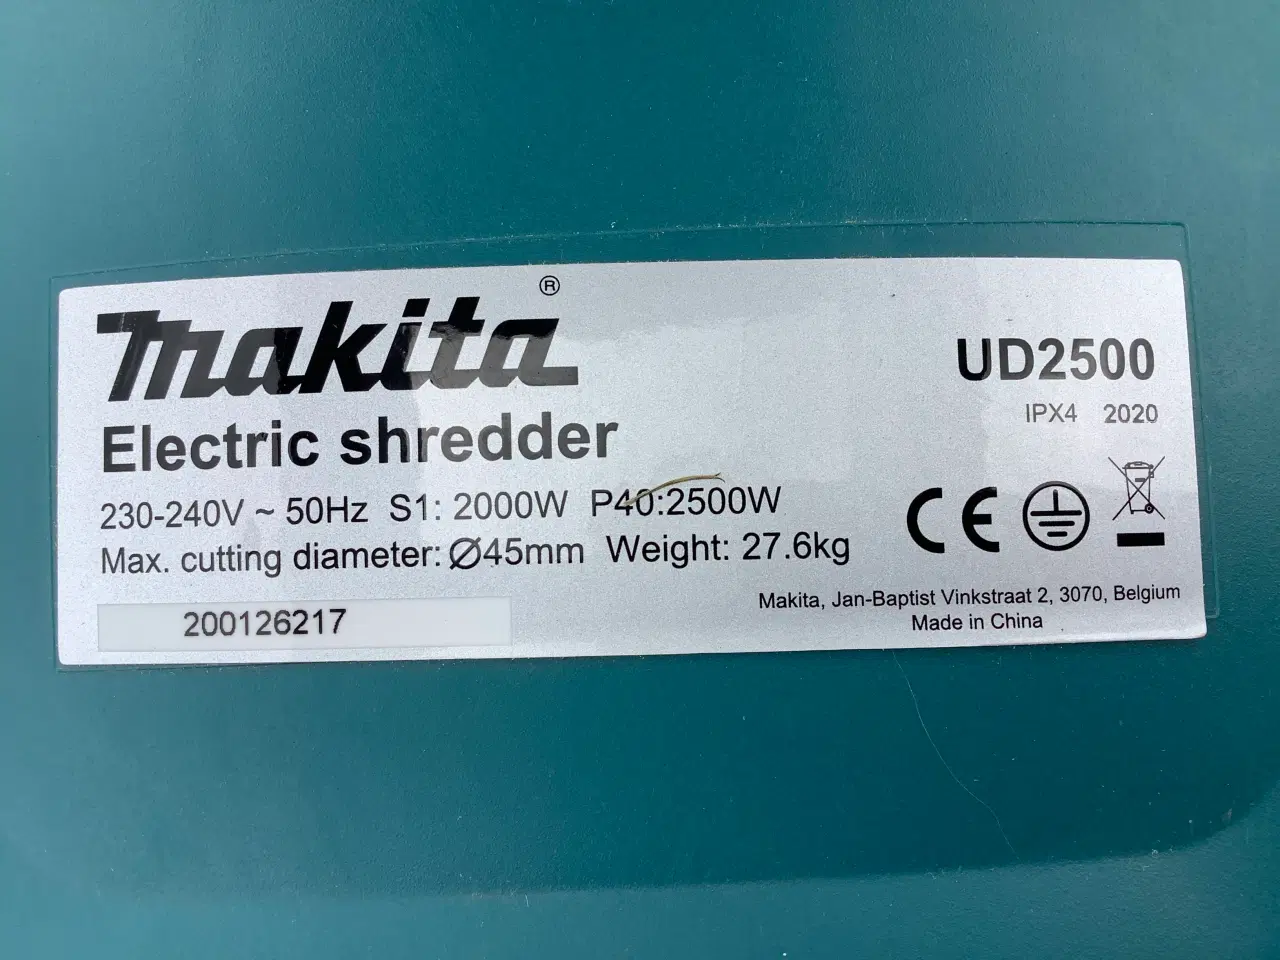 Makita®
Electric shredder
230-240V ~ 50Hz S1: 2000W P40:2500W
Max. cutting diameter: Ø45mm Weight: 27.6kg
200126217
UD2500
IPX4 2020
CE
Makita, Jan-Baptist Vinkstraat 2, 3070, Belgium
Made in China